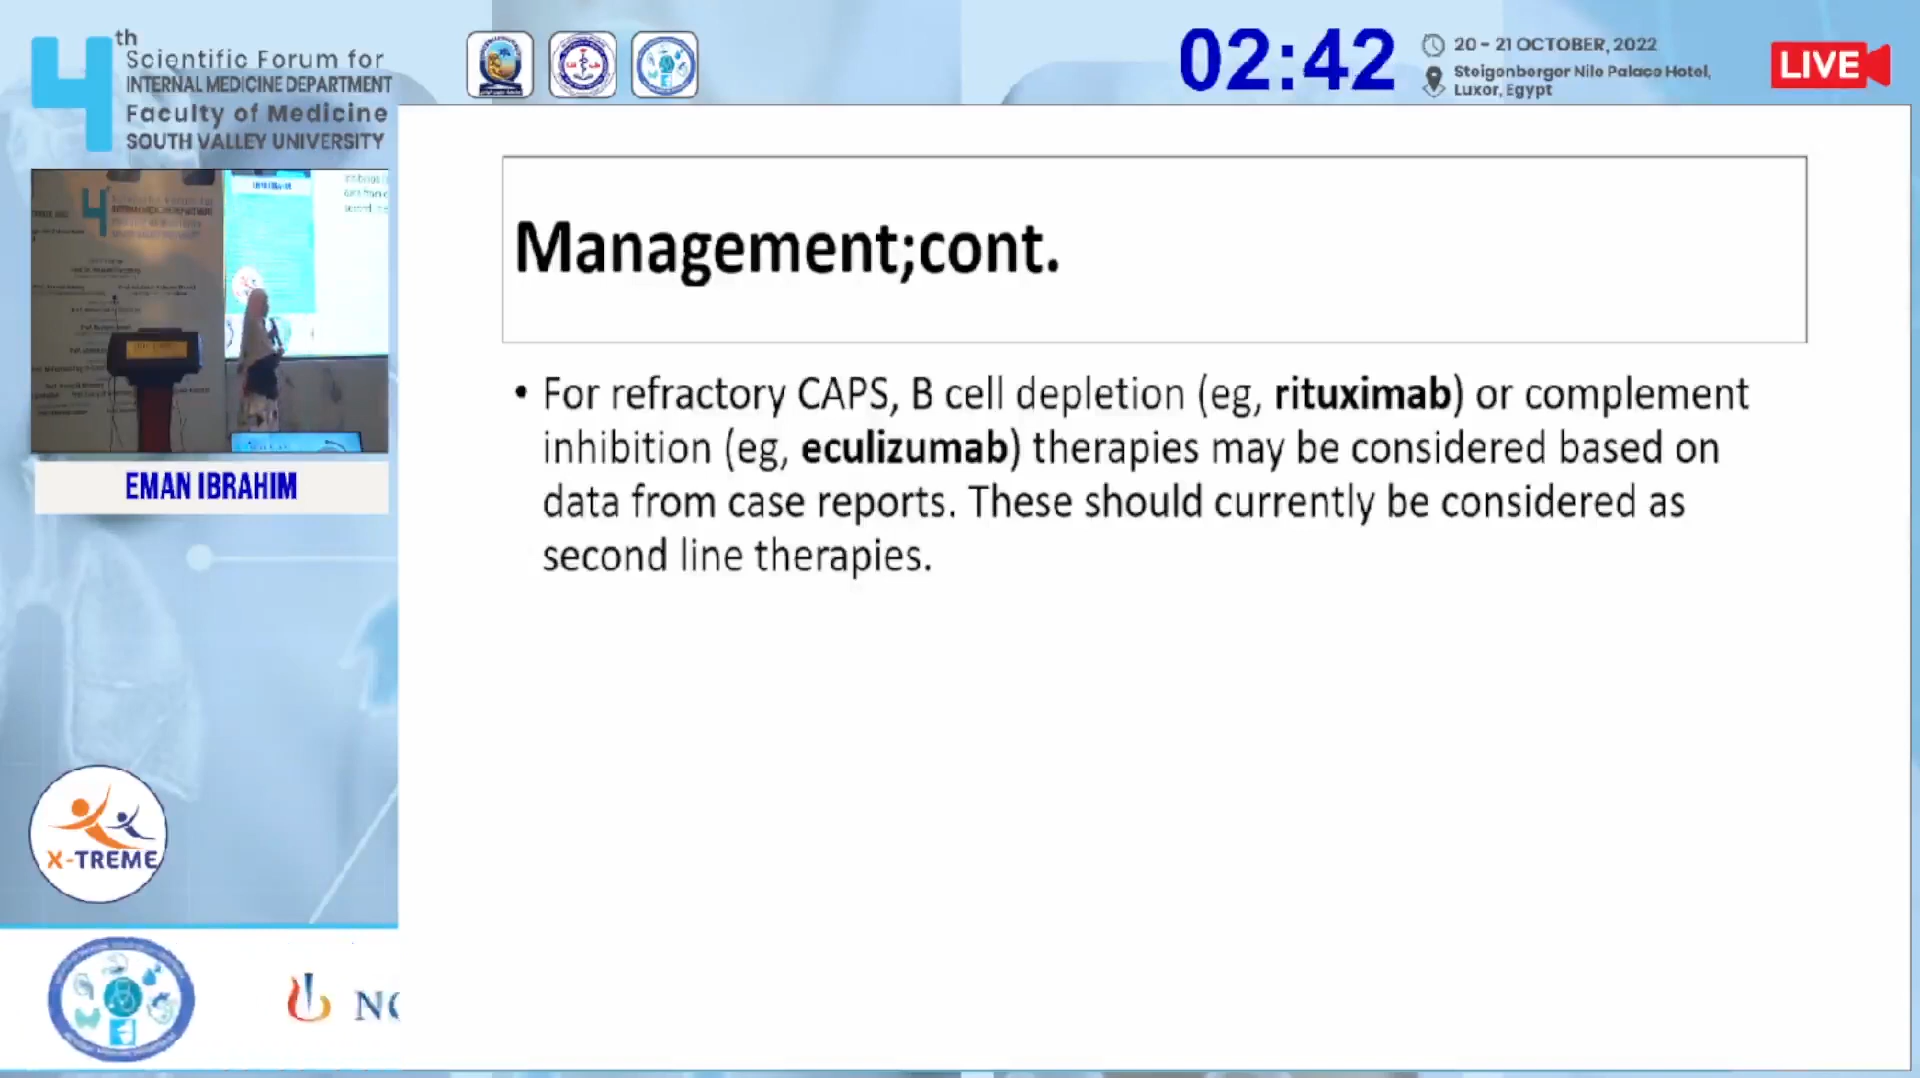 4th
Scientific Forum for
INTERNAL MEDICINE DEPARTMENT
Faculty of Medicine
SOUTH VALLEY UNIVERSITY
02:42
20 - 21 OCTOBER, 2022
Steigenberger Nile Palace Hotel,
Luxor, Egypt
LIVE
EMAN IBRAHIM
Management;cont.
• For refractory CAPS, B cell depletion (eg, rituximab) or complement
inhibition (eg, eculizumab) therapies may be considered based on
data from case reports. These should currently be considered as
second line therapies.
X-TREME